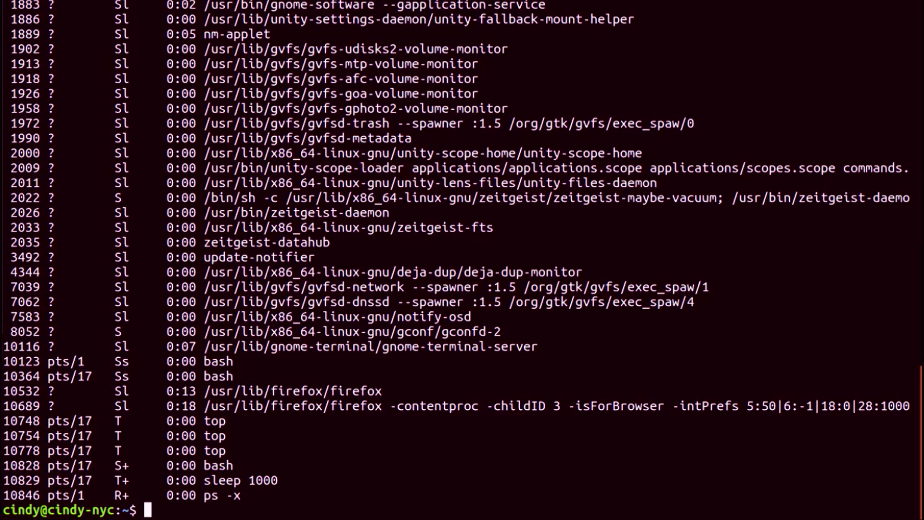 1883 ? Sl 0:02 /usr/bin/gnome-software --gapplication-service
1886 ? Sl 0:00 /usr/lib/unity-settings-daemon/unity-fallback-mount-helper
1889 ? Sl 0:05 nm-applet
1902 ? Sl 0:00 /usr/lib/gvfs/gvfs-udisks2-volume-monitor
1913 ? Sl 0:00 /usr/lib/gvfs/gvfs-mtp-volume-monitor
1918 ? Sl 0:00 /usr/lib/gvfs/gvfs-afc-volume-monitor
1926 ? Sl 0:00 /usr/lib/gvfs/gvfs-goa-volume-monitor
1958 ? Sl 0:00 /usr/lib/gvfs/gvfs-gphoto2-volume-monitor
1972 ? Sl 0:00 /usr/lib/gvfs/gvfsd-trash --spawner :1.5 /org/gtk/gvfs/exec_spaw/0
1990 ? Sl 0:00 /usr/lib/gvfs/gvfsd-metadata
2000 ? Sl 0:00 /usr/lib/x86_64-linux-gnu/unity-scope-home/unity-scope-home
2009 ? Sl 0:00 /usr/bin/unity-scope-loader applications/applications.scope applications/scopes.scope commands.
2011 ? Sl 0:00 /usr/lib/x86_64-linux-gnu/unity-lens-files/unity-files-daemon
2022 ? S 0:00 /bin/sh -c /usr/lib/x86_64-linux-gnu/zeitgeist/zeitgeist-maybe-vacuum; /usr/bin/zeitgeist-daemo
2026 ? Sl 0:00 /usr/bin/zeitgeist-daemon
2033 ? Sl 0:00 /usr/lib/x86_64-linux-gnu/zeitgeist-fts
2035 ? Sl 0:00 zeitgeist-datahub
3492 ? Sl 0:00 update-notifier
4344 ? Sl 0:00 /usr/lib/x86_64-linux-gnu/deja-dup/deja-dup-monitor
7039 ? Sl 0:00 /usr/lib/gvfs/gvfsd-network --spawner :1.5 /org/gtk/gvfs/exec_spaw/1
7062 ? Sl 0:00 /usr/lib/gvfs/gvfsd-dnssd --spawner :1.5 /org/gtk/gvfs/exec_spaw/4
7583 ? Sl 0:00 /usr/lib/x86_64-linux-gnu/notify-osd
8052 ? S 0:00 /usr/lib/x86_64-linux-gnu/gconf/gconfd-2
10116 ? Sl 0:07 /usr/lib/gnome-terminal/gnome-terminal-server
10123 pts/1 Ss 0:00 bash
10364 pts/17 Ss 0:00 bash
10532 ? Sl 0:13 /usr/lib/firefox/firefox
10689 ? Sl 0:18 /usr/lib/firefox/firefox -contentproc -childID 3 -isForBrowser -intPrefs 5:50|6:-1|18:0|28:1000
10748 pts/17 T 0:00 top
10754 pts/17 T 0:00 top
10778 pts/17 T 0:00 top
10828 pts/17 S+ 0:00 bash
10829 pts/17 T+ 0:00 sleep 1000
10846 pts/1 R+ 0:00 ps -x
cindy@cindy-nyc:~$